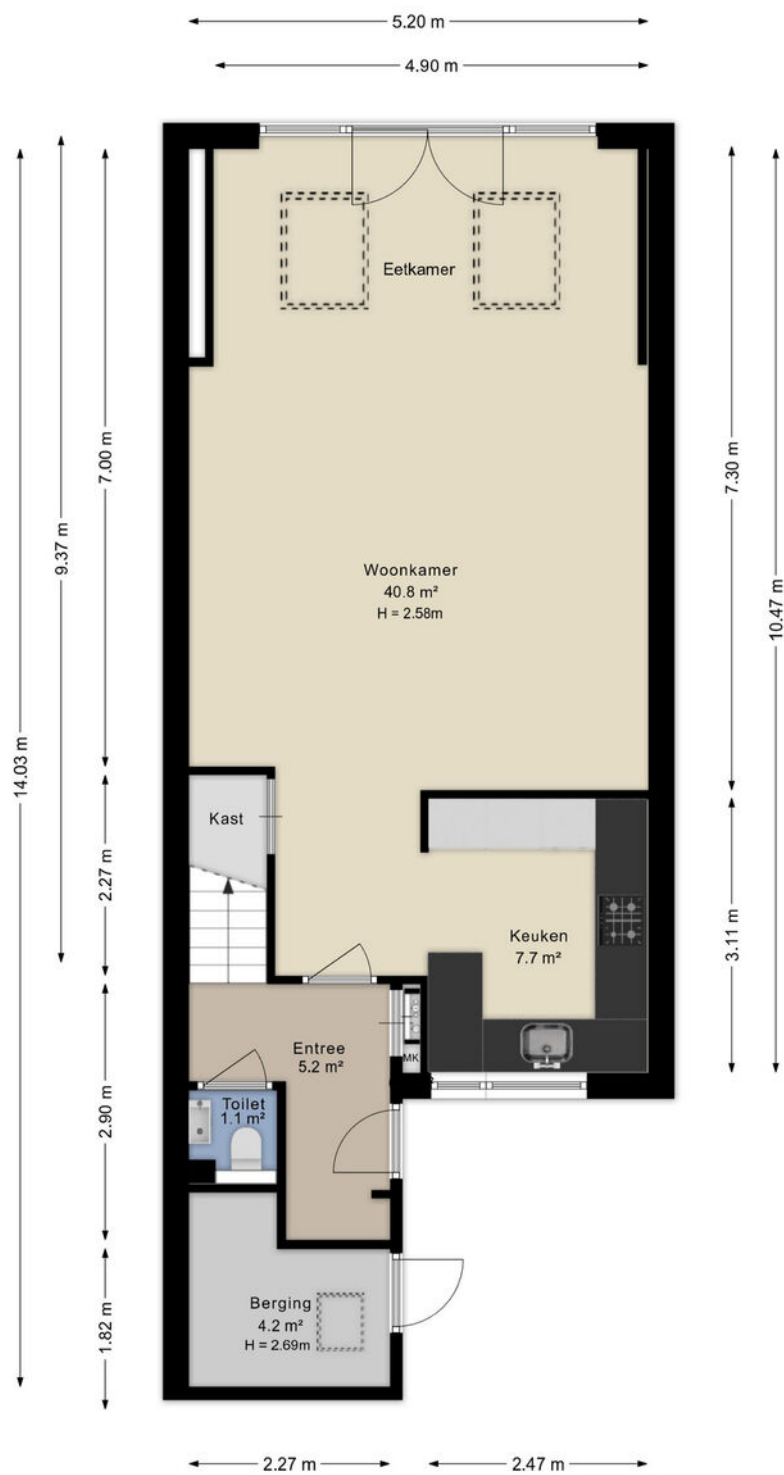 5.20 m
4.90 m
Eetkamer
7.00 m
7.30 m
9.37 m
10.47 m
14.03 m
Woonkamer
40.8 m²
H = 2.58m
Kast
2.27 m
Keuken
7.7 m²
3.11 m
Entree
5.2 m²
MK
Toilet
1.1 m²
2.90 m
Berging
4.2 m²
H = 2.69m
1.82 m
2.27 m
2.47 m